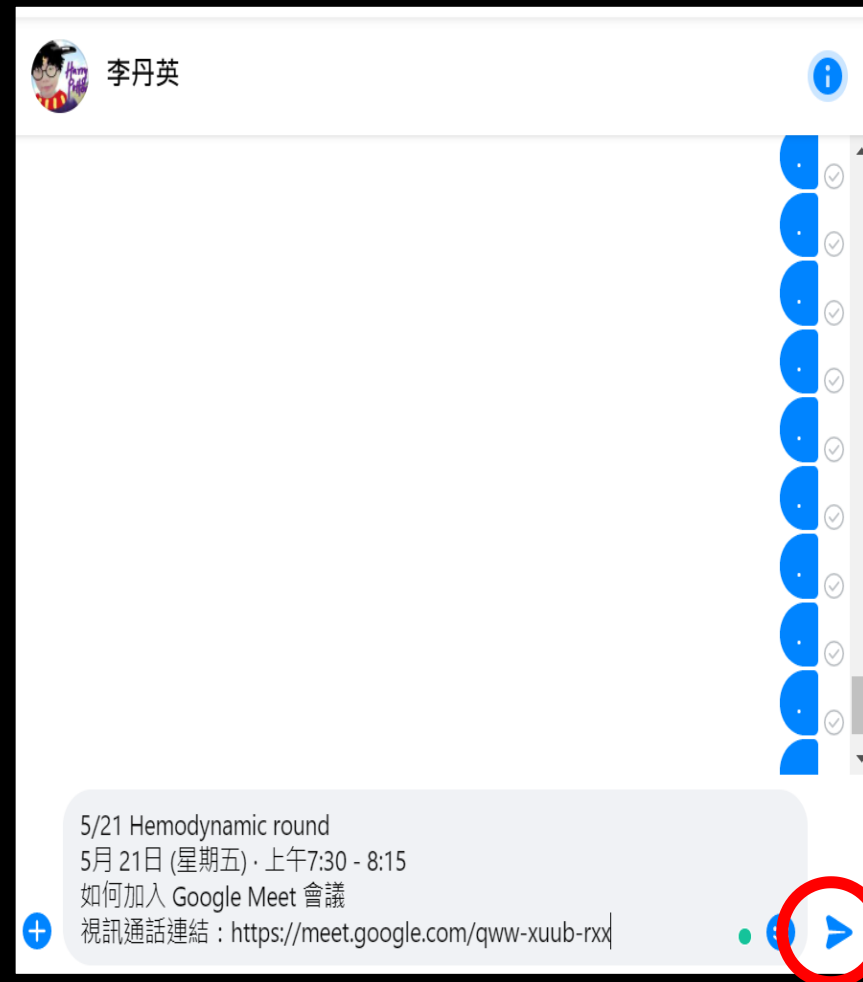 Harry
Potter
李丹英
.
.
.
.
.
.
.
.
.
5/21 Hemodynamic round
5月 21日 (星期五) · 上午7:30 - 8:15
如何加入 Google Meet 會議
視訊通話連結：https://meet.google.com/qww-xuub-rxx